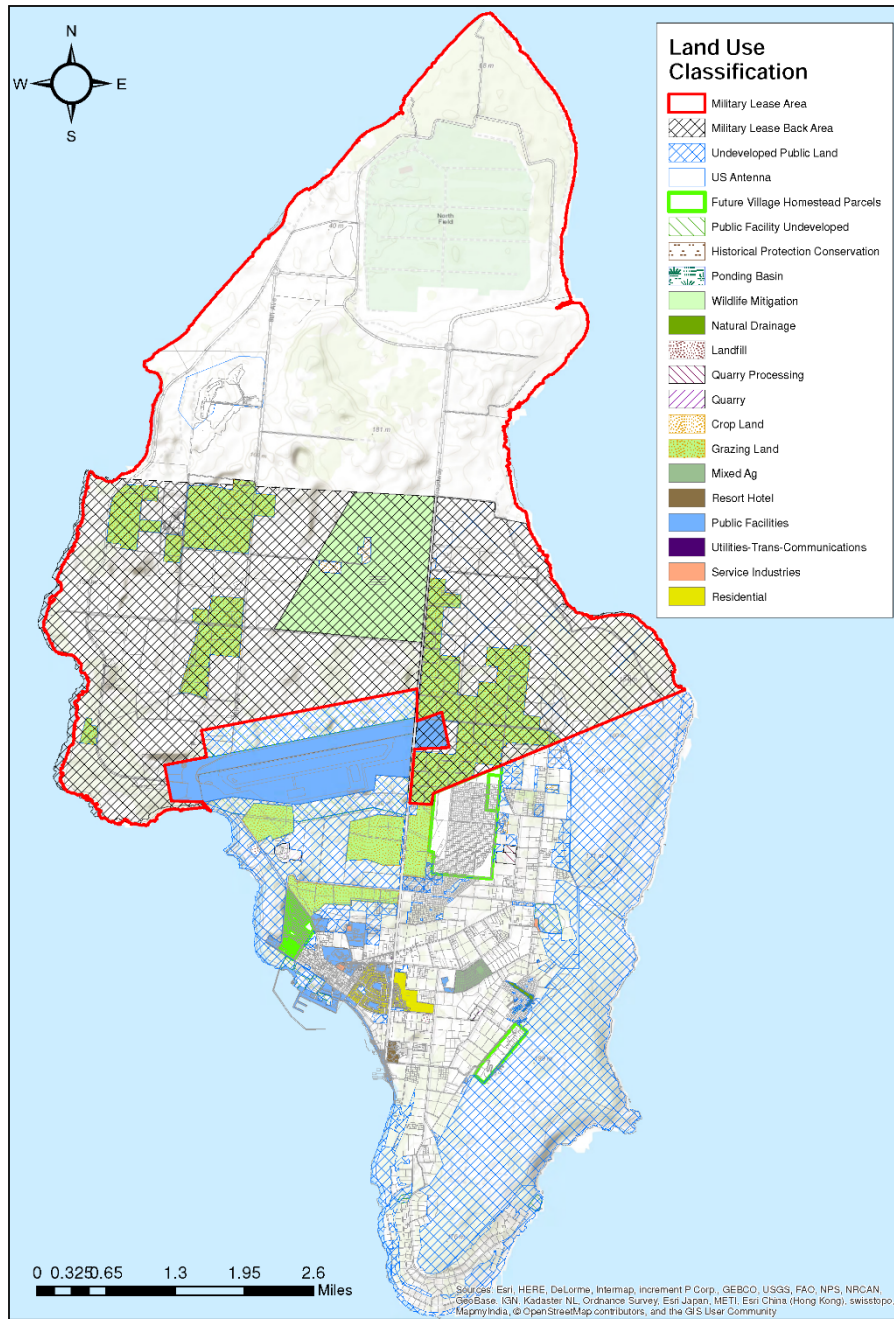 N
W
E
S
Land Use
Classification
Military Lease Area
Military Lease Back Area
Undeveloped Public Land
US Antenna
Future Village Homestead Parcels
Public Facility Undeveloped
Historical Protection Conservation
Ponding Basin
Wildlife Mitigation
Natural Drainage
Landfill
Quarry Processing
Quarry
Crop Land
Grazing Land
Mixed Ag
Resort Hotel
Public Facilities
Utilities-Trans-Communications
Service Industries
Residential
North
Field
0 0.325 0.65 1.3 1.95 2.6
Miles
Sources: Esri, HERE, DeLorme, Intermap, increment P Corp., GEBCO, USGS, FAO, NPS, NRCAN,
GeoBase, IGN, Kadaster NL, Ordnance Survey, Esri Japan, METI, Esri China (Hong Kong), swisstopo,
MapmyIndia, © OpenStreetMap contributors, and the GIS User Community